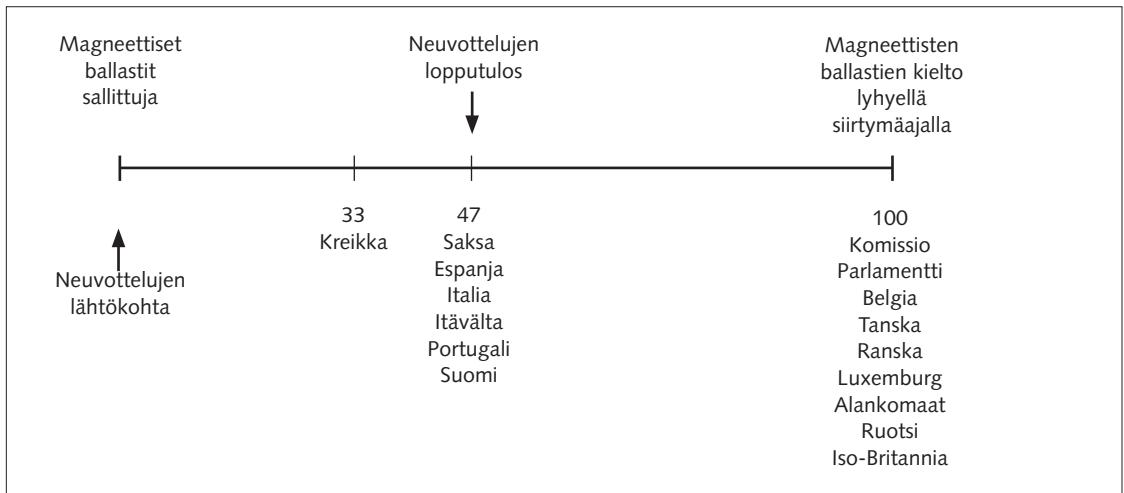 Magneettiset
ballastit
sallittuja
Neuvottelujen
lopputulos
Magneettisten
ballastien kielto
lyhyellä
siirtymäajalla
Neuvottelujen
lähtökohta
33
Kreikka
47
Saksa
Espanja
Italia
Itävälta
Portugali
Suomi
100
Komissio
Parlamentti
Belgia
Tanska
Ranska
Luxemburg
Alankomaat
Ruotsi
Iso-Britannia